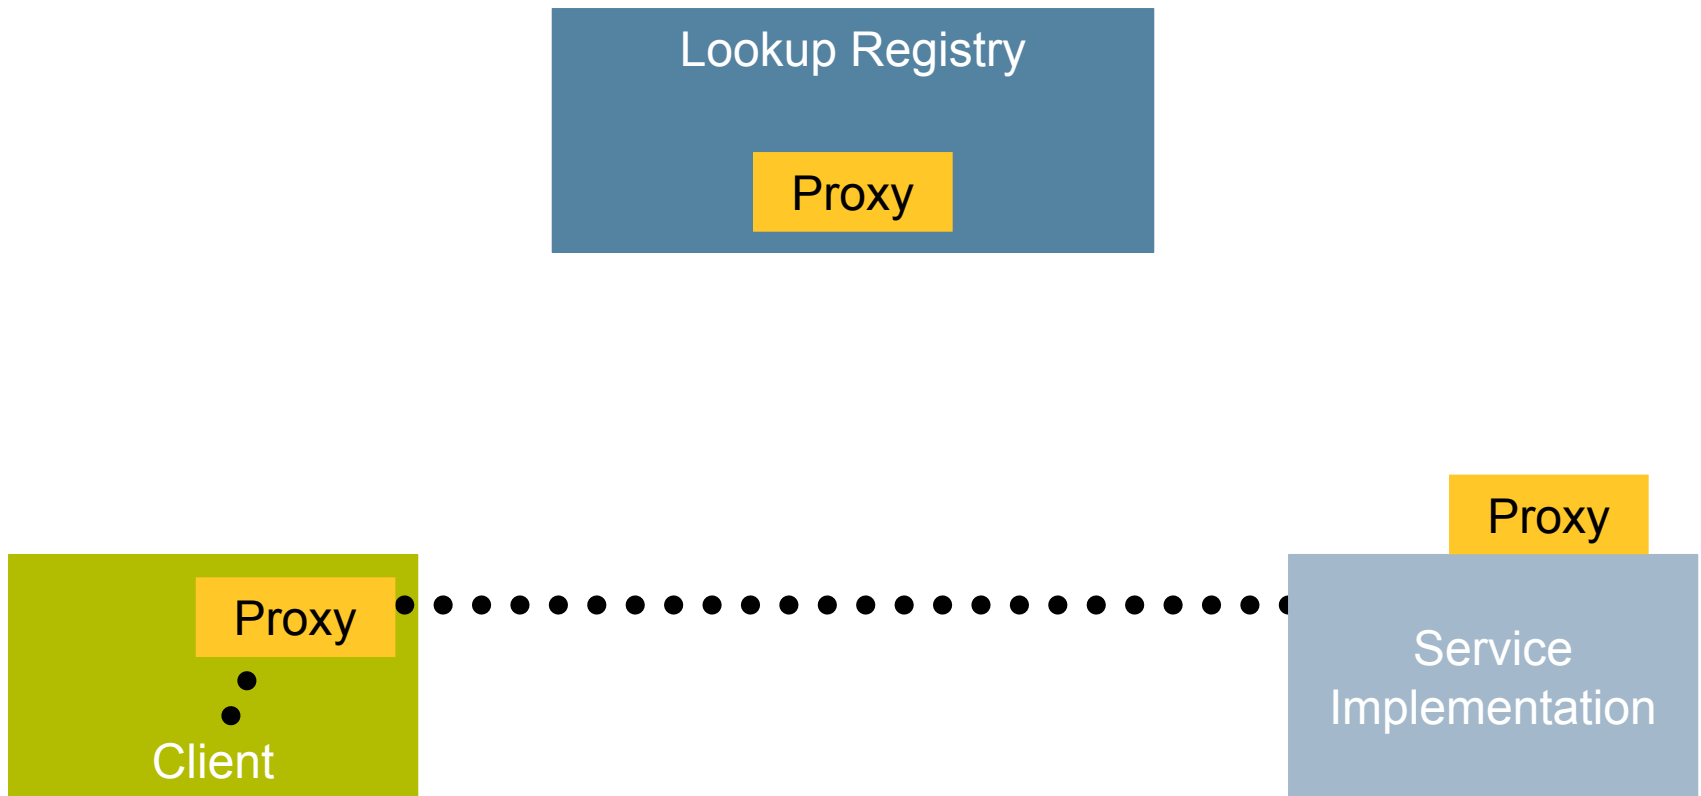 Lookup Registry
Proxy
Proxy
Proxy
Service
Implementation
Client